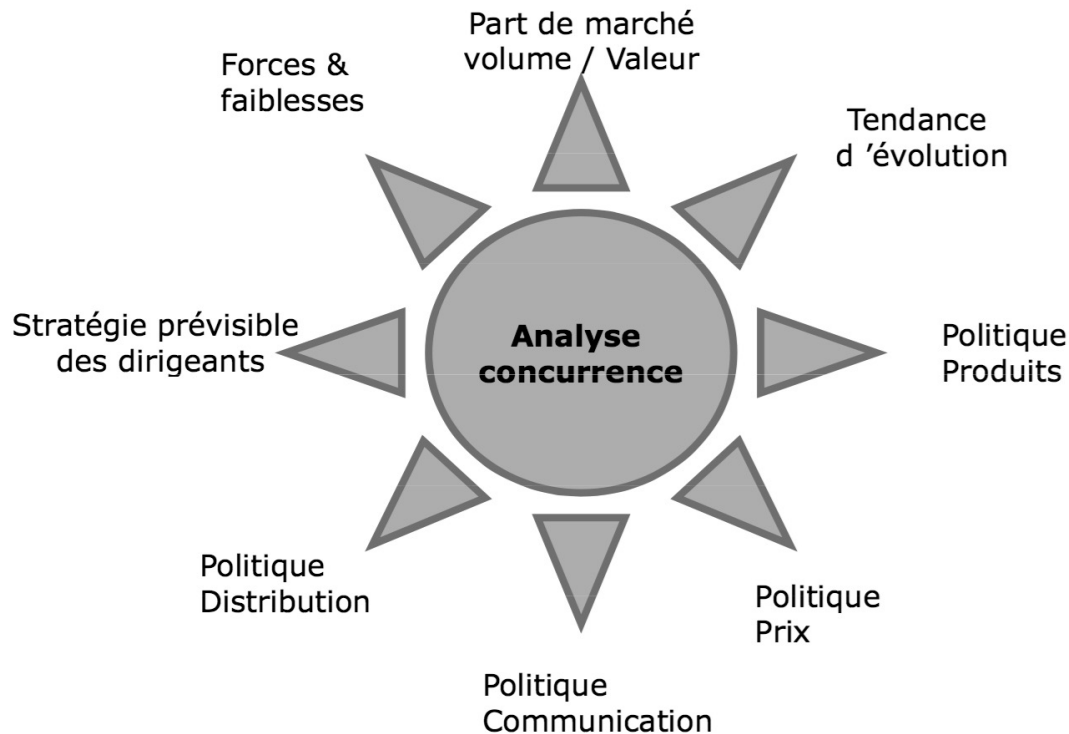 Part de marché
volume / Valeur
Forces &
faiblesses
Tendance
d ’évolution
Stratégie prévisible
des dirigeants
Analyse
concurrence
Politique
Produits
Politique
Distribution
Politique
Prix
Politique
Communication